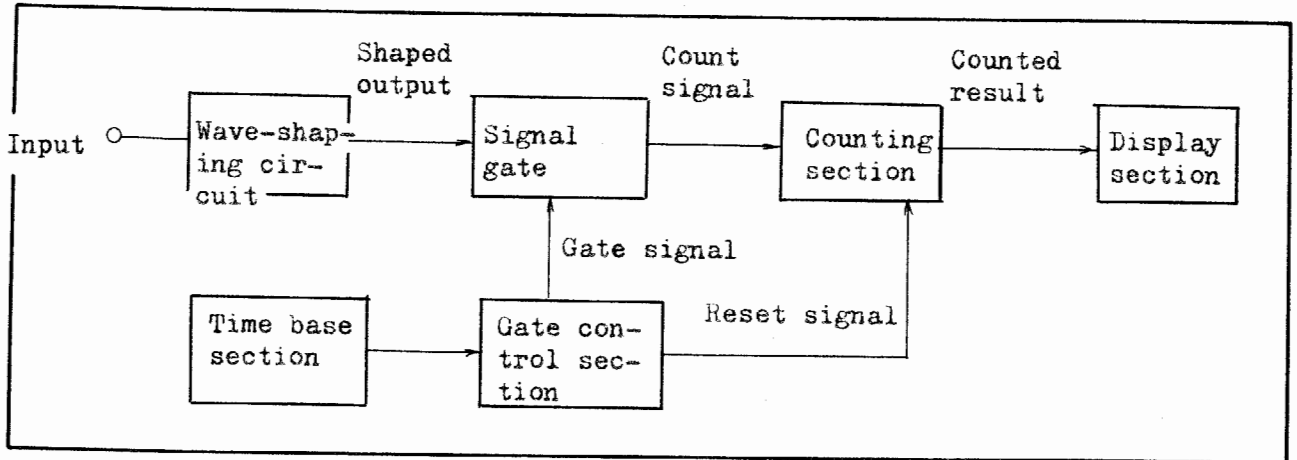 Shaped
output
Count
signal
Counted
result
Input
Wave-shap-
ing cir-
cuit
Signal
gate
Counting
section
Display
section
Gate signal
Time base
section
Gate con-
trol sec-
tion
Reset signal